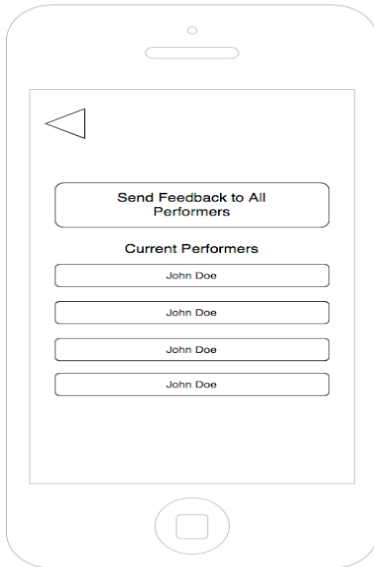 Send Feedback to All
Performers
Current Performers
John Doe
John Doe
John Doe
John Doe